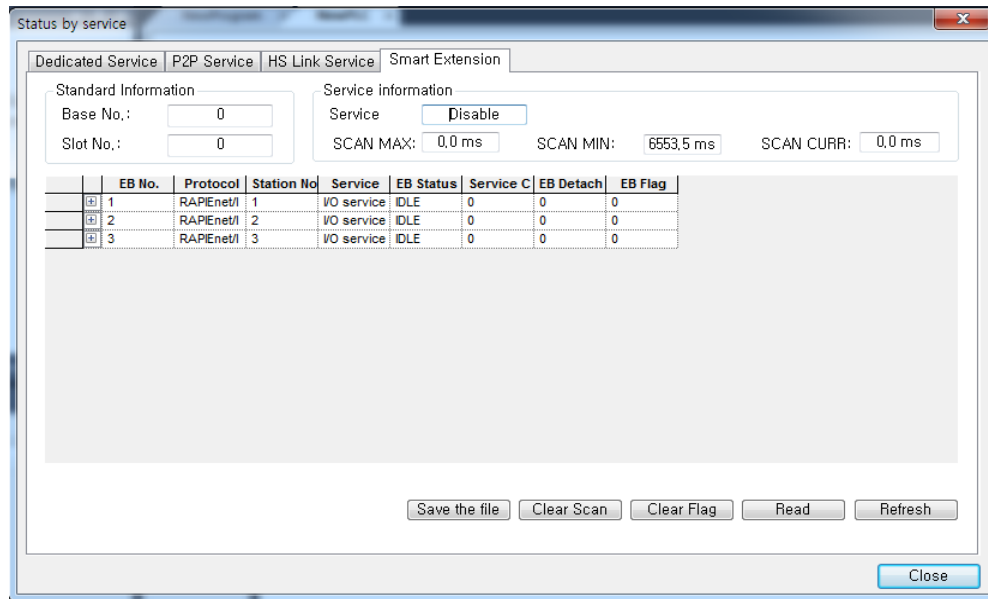 Status by service
Dedicated Service P2P Service HS Link Service Smart Extension
Standard Information Service information
Base No.: 0 Service Disable
Slot No.: 0 SCAN MAX: 0.0 ms SCAN MIN: 6553.5 ms SCAN CURR: 0.0 ms
EB No. Protocol Station No Service EB Status Service C EB Detach EB Flag
1 RAPIEnet/I 1 I/O service IDLE 0 0 0
2 RAPIEnet/I 2 I/O service IDLE 0 0 0
3 RAPIEnet/I 3 I/O service IDLE 0 0 0
Save the file Clear Scan Clear Flag Read Refresh
Close